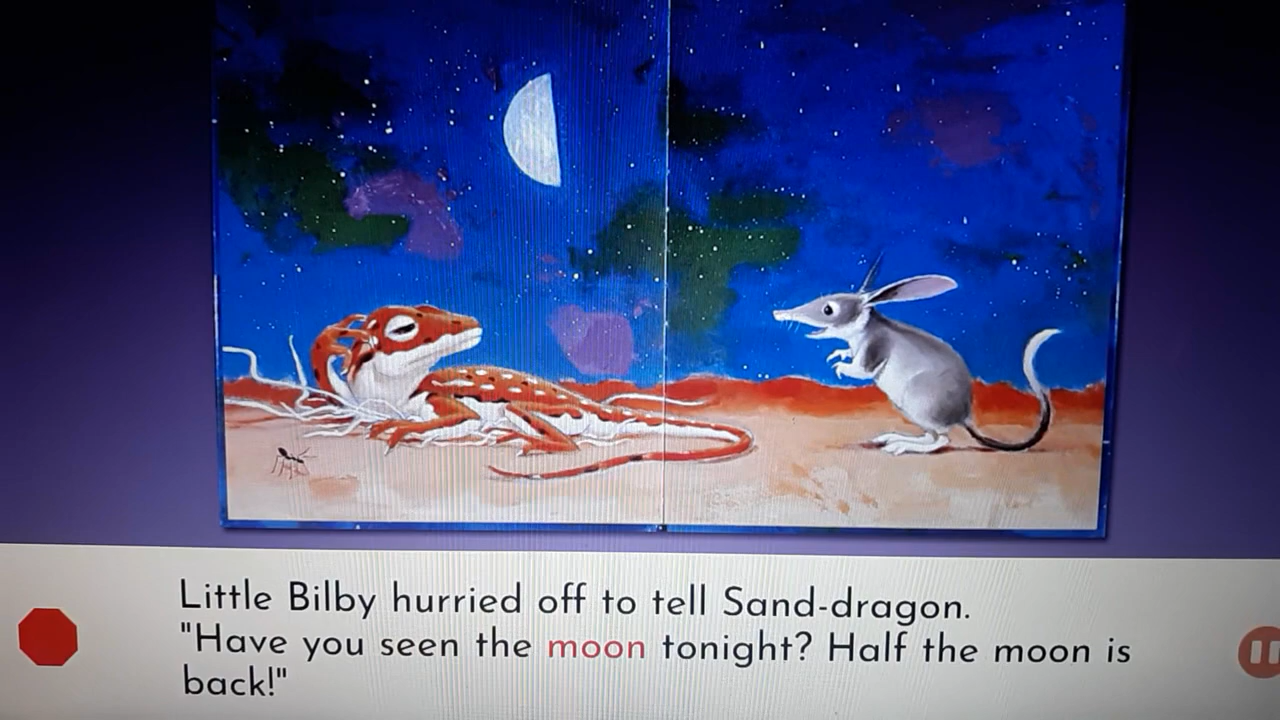 Little Bilby hurried off to tell Sand-dragon.
"Have you seen the moon tonight? Half the moon is
back!"